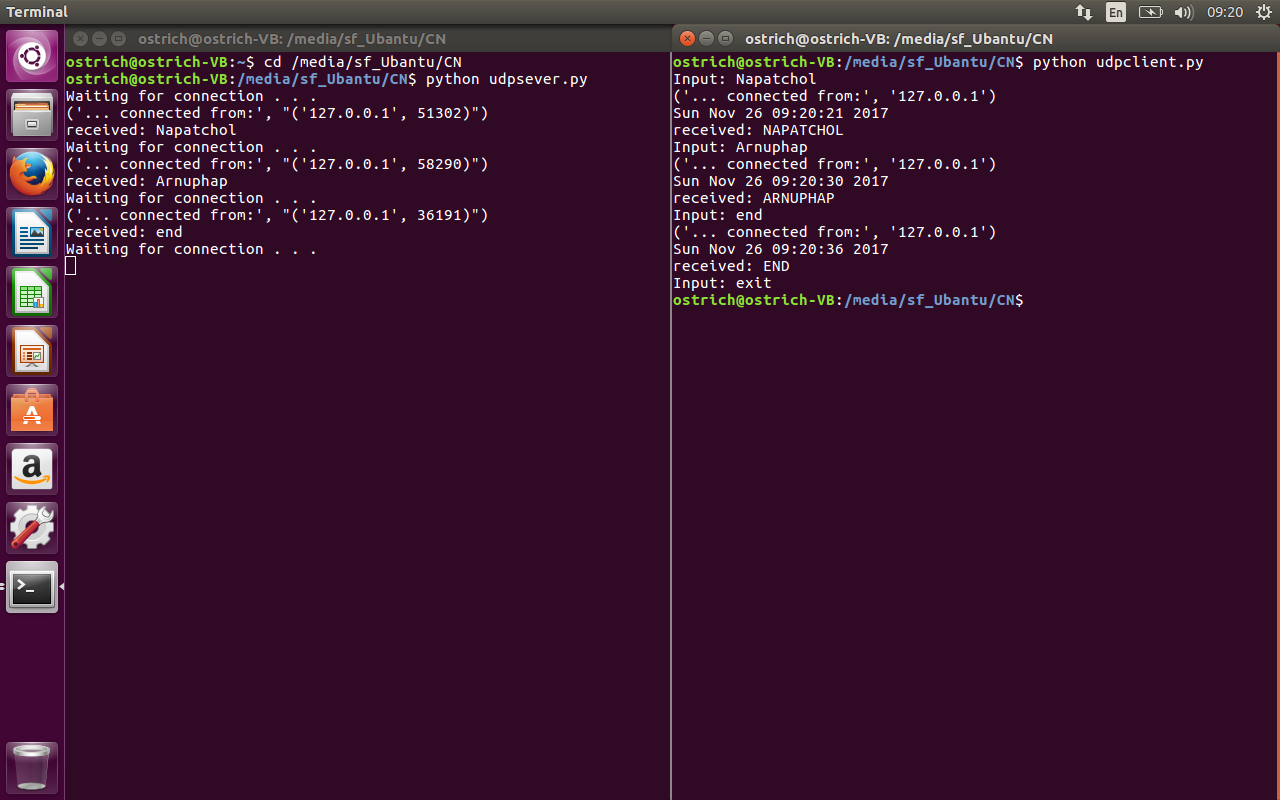 Terminal
En
09:20
ostrich@ostrich-VB: /media/sf_Ubantu/CN
ostrich@ostrich-VB:~$ cd /media/sf_Ubantu/CN
ostrich@ostrich-VB:/media/sf_Ubantu/CN$ python udpsever.py
Waiting for connection . . .
('... connected from:', "('127.0.0.1', 51302)")
received: Napatchol
Waiting for connection . . .
('... connected from:', "('127.0.0.1', 58290)")
received: Arnuphap
Waiting for connection . . .
('... connected from:', "('127.0.0.1', 36191)")
received: end
Waiting for connection . . .
ostrich@ostrich-VB: /media/sf_Ubantu/CN
ostrich@ostrich-VB:/media/sf_Ubantu/CN$ python udpclient.py
Input: Napatchol
('... connected from:', '127.0.0.1')
Sun Nov 26 09:20:21 2017
received: NAPATCHOL
Input: Arnuphap
('... connected from:', '127.0.0.1')
Sun Nov 26 09:20:30 2017
received: ARNUPHAP
Input: end
('... connected from:', '127.0.0.1')
Sun Nov 26 09:20:36 2017
received: END
Input: exit
ostrich@ostrich-VB:/media/sf_Ubantu/CN$